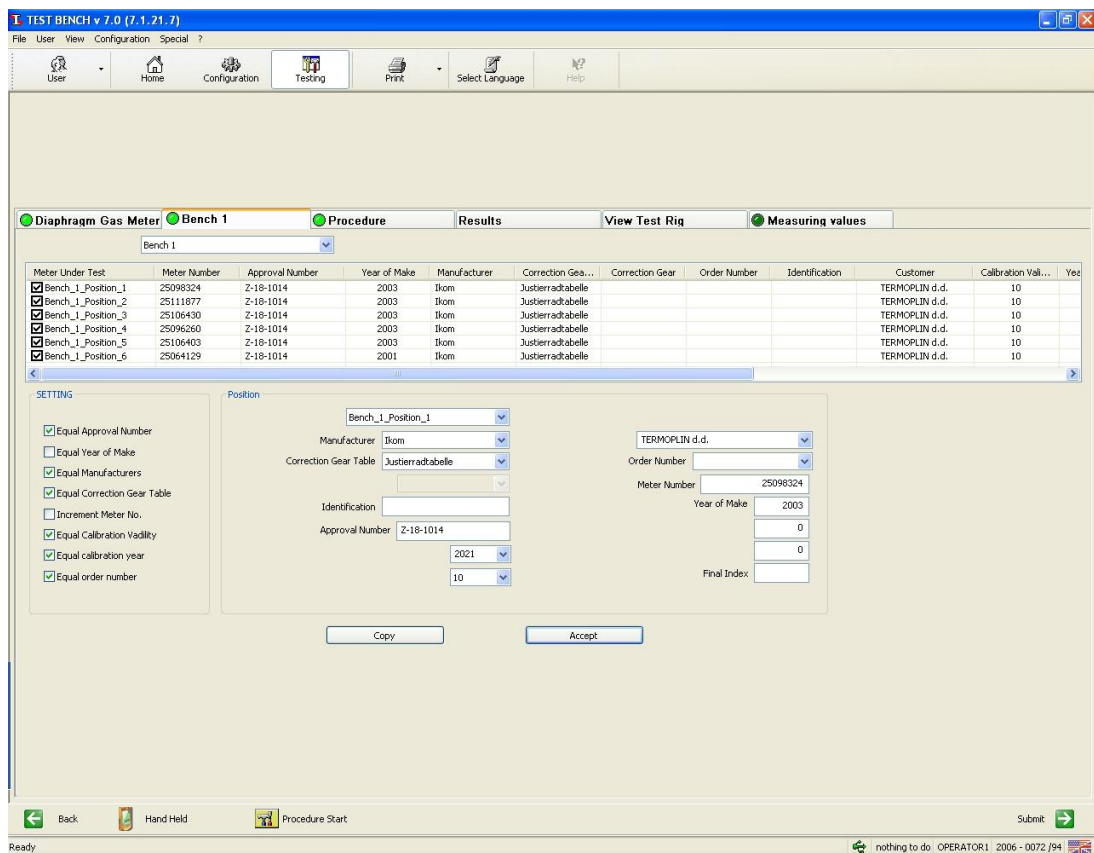 TEST BENCH v 7.0 (7.1.21.7)
File User View Configuration Special ?
User Home Configuration Testing Print Select Language Help
Diaphragm Gas Meter Bench 1 Procedure Results View Test Rig Measuring values
Bench 1
Meter Under Test Meter Number Approval Number Year of Make Manufacturer Correction Gea... Correction Gear Order Number Identification Customer Calibration Vali... Yea
Bench_1_Position_1 25098324 Z-18-1014 2003 Ikom Justierradtabelle TERMOPLIN d.d. 10
Bench_1_Position_2 25111877 Z-18-1014 2003 Ikom Justierradtabelle TERMOPLIN d.d. 10
Bench_1_Position_3 25106430 Z-18-1014 2003 Ikom Justierradtabelle TERMOPLIN d.d. 10
Bench_1_Position_4 25096260 Z-18-1014 2003 Ikom Justierradtabelle TERMOPLIN d.d. 10
Bench_1_Position_5 25106403 Z-18-1014 2003 Ikom Justierradtabelle TERMOPLIN d.d. 10
Bench_1_Position_6 25064129 Z-18-1014 2001 Ikom Justierradtabelle TERMOPLIN d.d. 10
SETTING
Equal Approval Number
Equal Year of Make
Equal Manufacturers
Equal Correction Gear Table
Increment Meter No.
Equal Calibration Vadility
Equal calibration year
Equal order number
Position
Bench_1_Position_1
Manufacturer Ikom
Correction Gear Table Justierradtabelle
Identification
Approval Number Z-18-1014
2021
10
TERMOPLIN d.d.
Order Number
Meter Number 25098324
Year of Make 2003
0
0
Final Index
Copy Accept
Back Hand Held Procedure Start Submit
Ready nothing to do OPERATOR1 2006 - 0072 /94